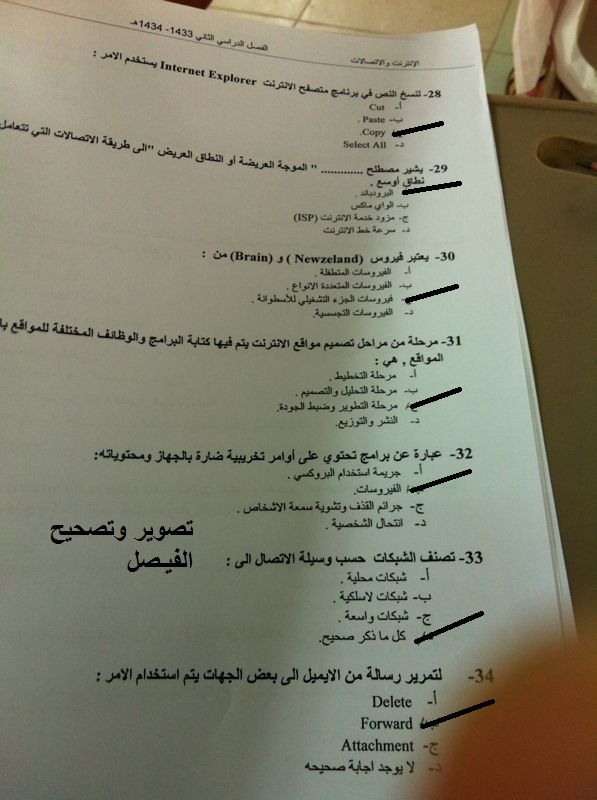 الإنترنت والاتصالات
الفصل الدراسي الثاني 1433- 1434هـ
28- لنسخ النص في برنامج متصفح الانترنت Internet Explorer يستخدم الامر :
أ- Cut
ب- Paste .
Copy.
د- Select All
29- يشير مصطلح ............. " الموجة العريضة أو النطاق العريض "الى طريقة الاتصالات التي تتعامل
نطاق أوسع .
البرودباند .
ب- الواي ماكس
ج- مزود خدمة الانترنت (ISP)
د- سرعة خط الانترنت
30- يعتبر فيروس (Newzeland ) و (Brain) من :
أ- الفيروسات المتطفلة .
ب- الفيروسات المتعددة الانواع .
ج- فيروسات الجزء التشغيلي للأسطوانة .
د- الفيروسات التجسسية.
31- مرحلة من مراحل تصميم مواقع الانترنت يتم فيها كتابة البرامج والوظائف المختلفة للمواقع
المواقع , هي :
أ- مرحلة التخطيط .
ب- مرحلة التحليل والتصميم .
ج- مرحلة التطوير وضبط الجودة.
د- النشر والتوزيع.
32- عبارة عن برامج تحتوي على أوامر تخريبية ضارة بالجهاز ومحتوياته:
أ- جريمة استخدام البروكسي .
ب- الفيروسات.
ج- جرائم القذف وتشوية سمعة الاشخاص .
د- انتحال الشخصية .
تصوير وتصحيح
الفيصل
33- تصنف الشبكات حسب وسيلة الاتصال الى :
أ- شبكات محلية .
ب- شبكات لاسلكية .
ج- شبكات واسعة .
كل ما ذكر صحيح.
34- لتمرير رسالة من الايميل الى بعض الجهات يتم استخدام الامر :
أ- Delete
ب- Forward
ج- Attachment
د- لا يوجد اجابة صحيحه